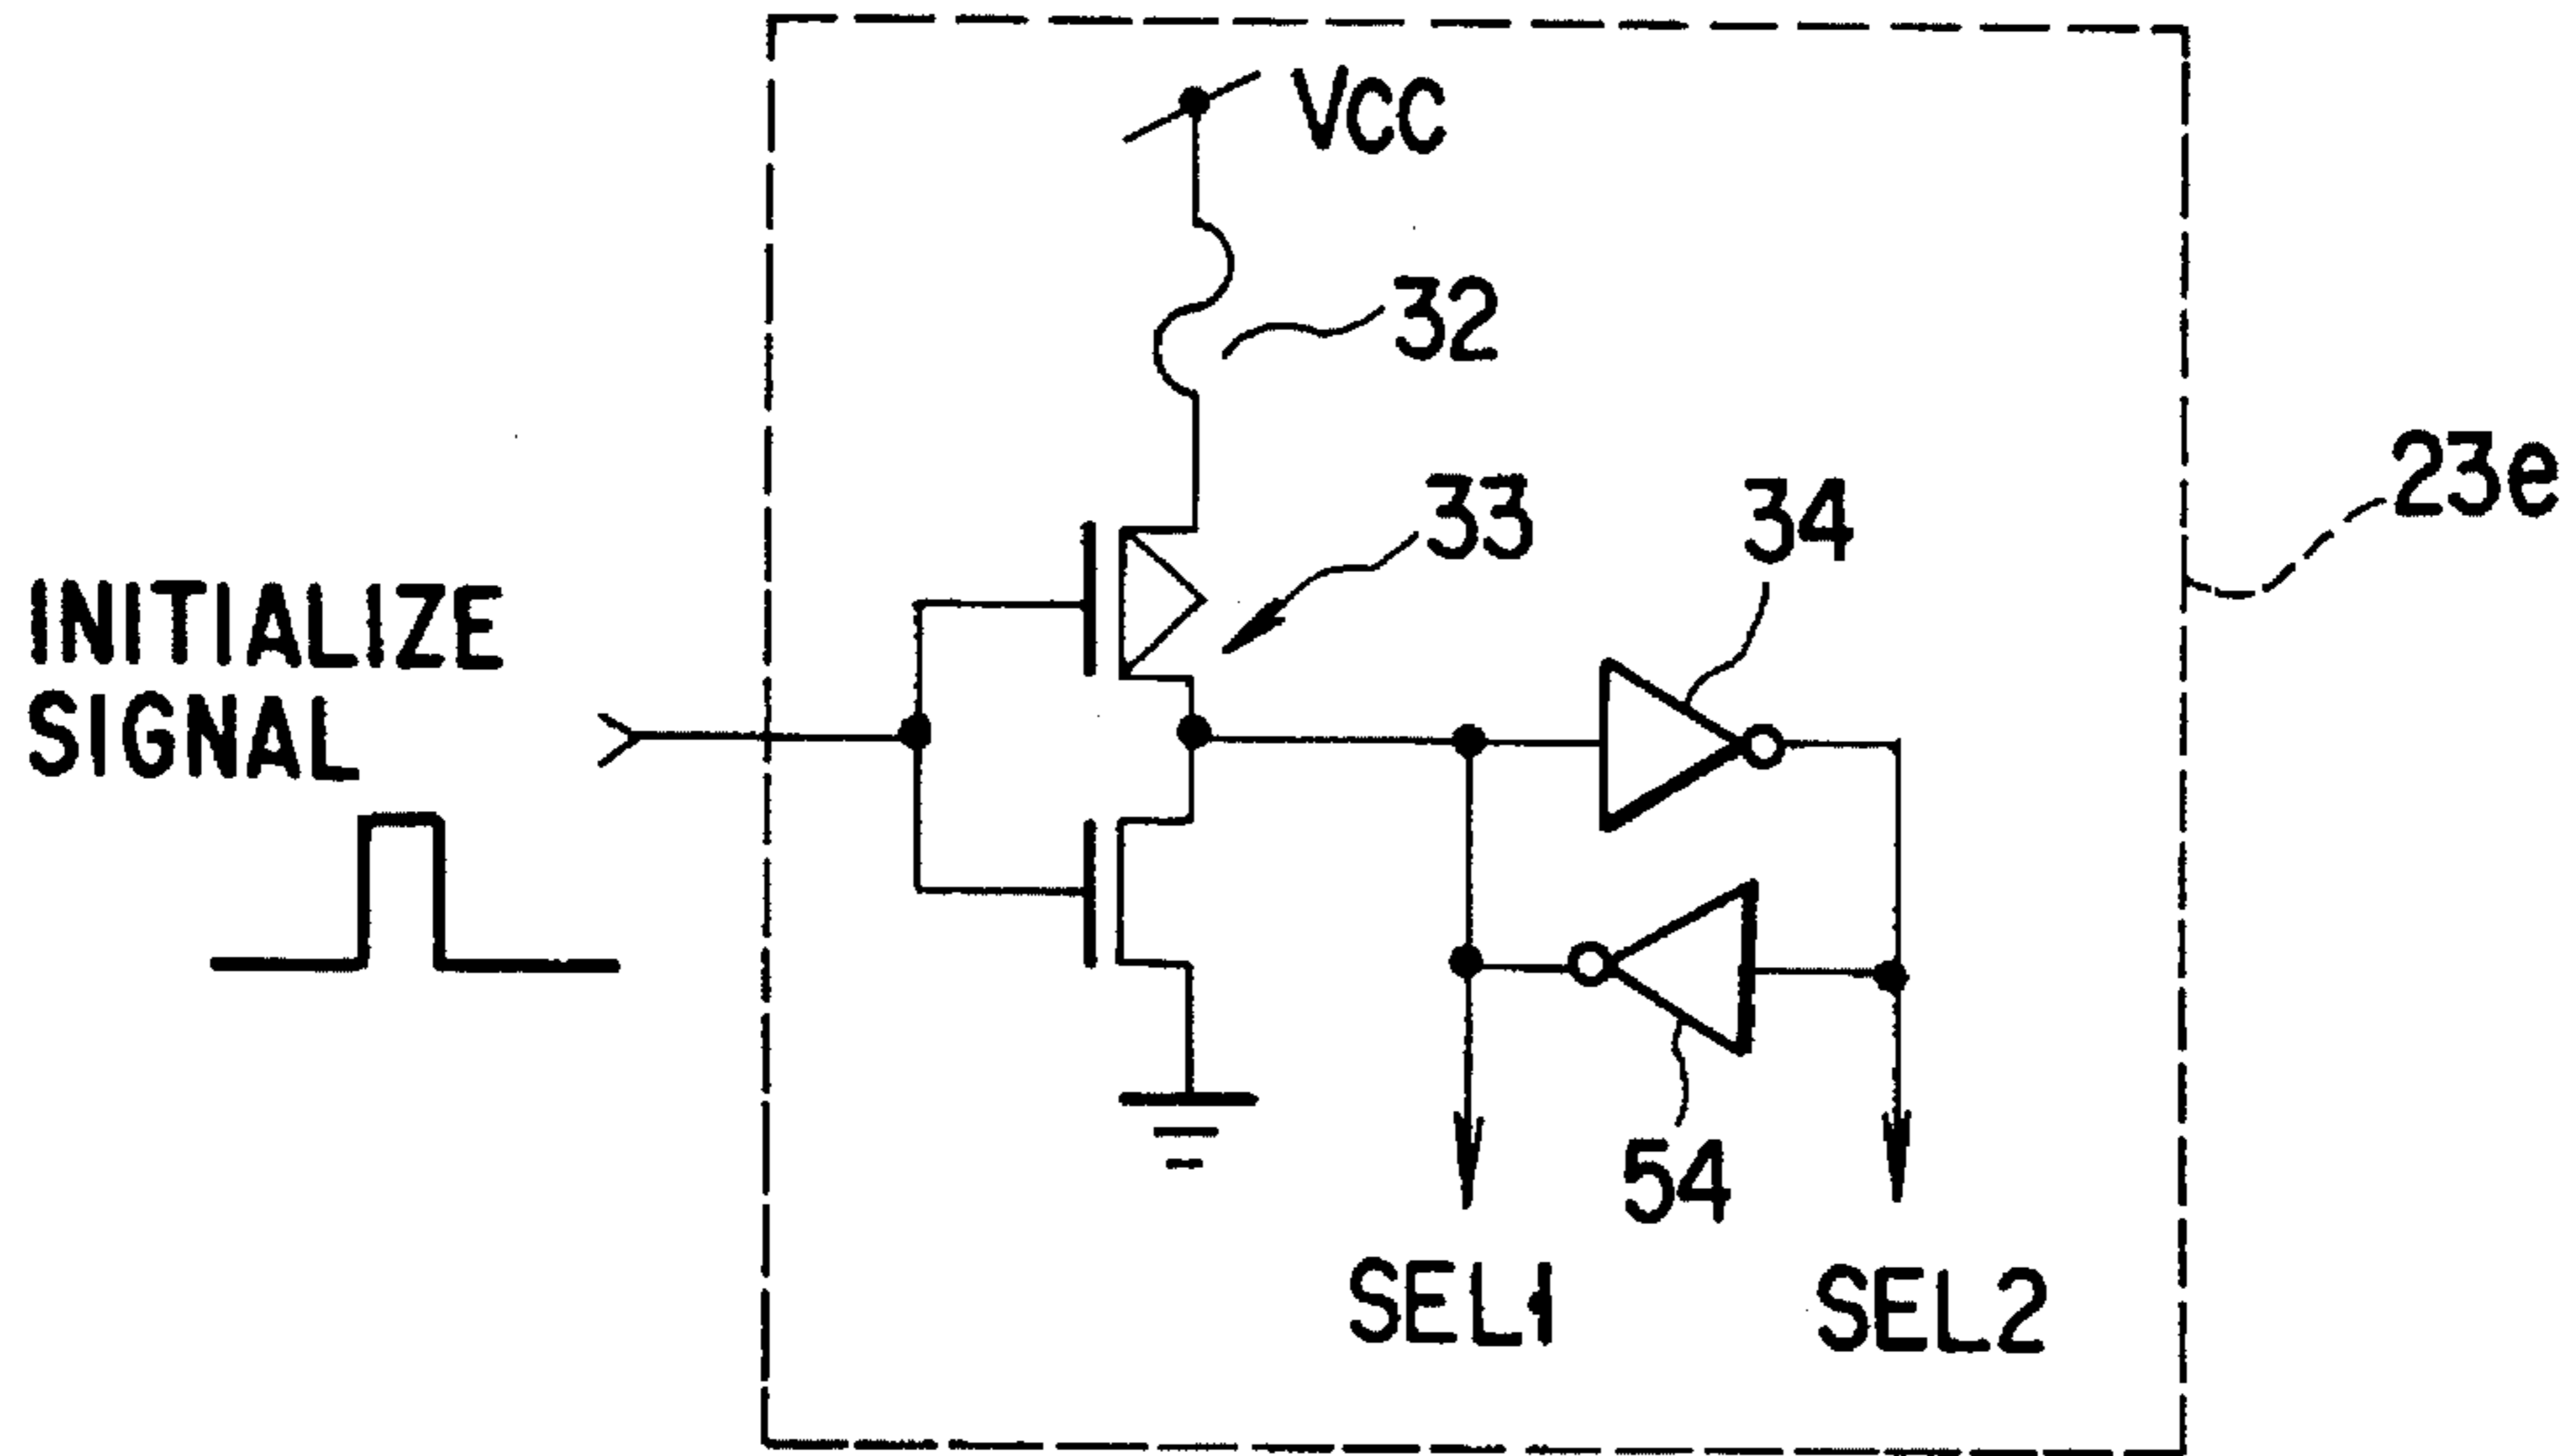 VCC
32
33
34
23e
INITIALIZE
SIGNAL
54
SEL1
SEL2